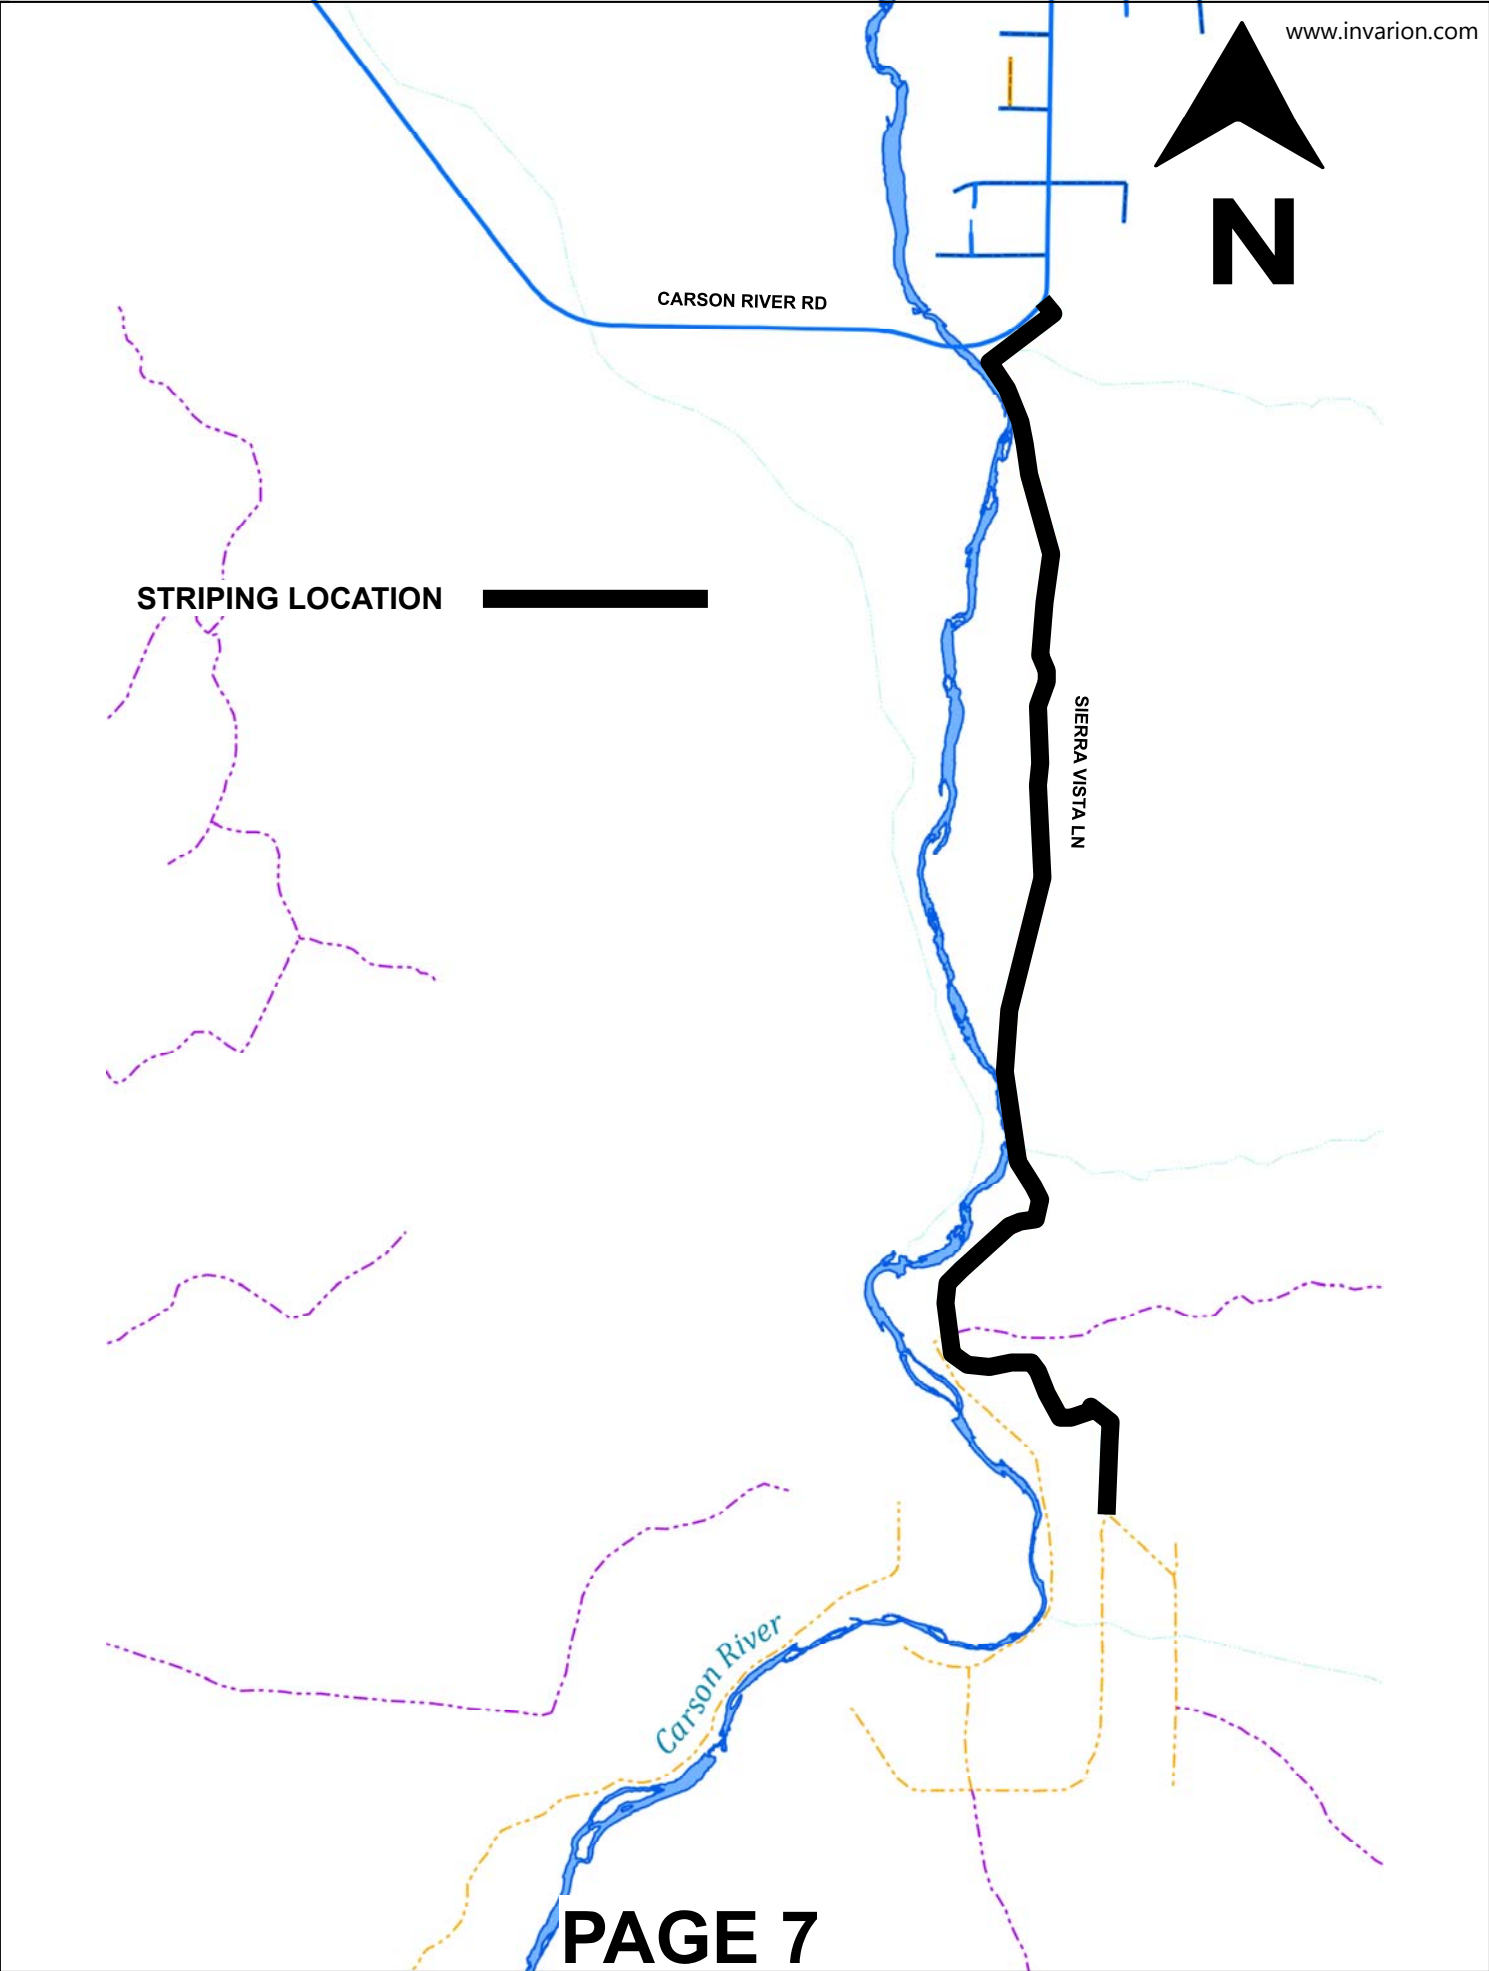 www.invarion.com
N
CARSON RIVER RD
STRIPING LOCATION
SIERRA VISTA LN
Carson River
PAGE 7